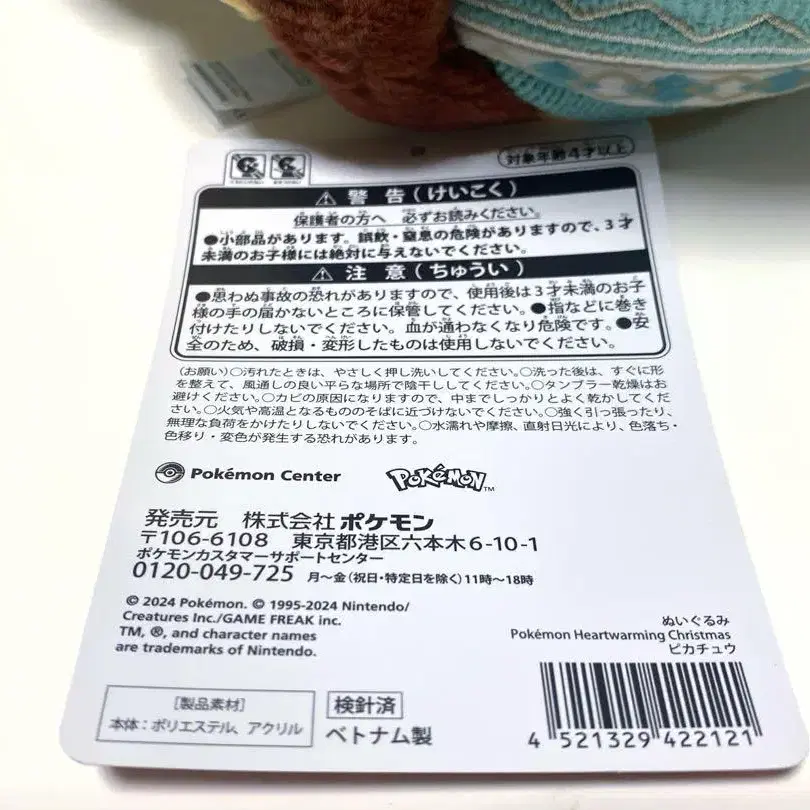 対象年齢4才以上
⚠ 警告(けいこく)
保護者の方へ 必ずお読みください。
●小部品があります。誤飲・窒息の危険がありますので、3才
未満のお子様には絶対に与えないでください。
⚠ 注意(ちゅうい)
●思わぬ事故の恐れがありますので、使用後は3才未満のお子
様の手の届かないところに保管してください。●指などに巻き
付けたりしないでください。血が通わなくなり危険です。●安
全のため、破損・変形したものは使用しないでください。
(お願い)○汚れたときは、やさしく押し洗いしてください。○洗った後は、すぐに形
を整えて、風通しの良い平らな場所で陰干ししてください。○タンブラー乾燥はお
避けください。○カビの原因になりますので、中までしっかりとよく乾かしてくだ
さい。○火気や高温となるもののそばに近づけないでください。○強く引っ張ったり、
無理な負荷をかけたりしないでください。○水濡れや摩擦、直射日光により、色落ち・
色移り・変色が発生する恐れがあります。
Pokémon Center POKÉMON™
発売元 株式会社ポケモン
〒106-6108 東京都港区六本木6-10-1
ポケモンカスタマーサポートセンター
0120-049-725 月~金(祝日・特定日を除く)11時~18時
© 2024 Pokémon. © 1995-2024 Nintendo/
Creatures Inc./GAME FREAK inc.
TM, ®, and character names
are trademarks of Nintendo.
ぬいぐるみ
Pokémon Heartwarming Christmas
ピカチュウ
[製品素材]
本体:ポリエステル、アクリル
検針済
ベトナム製
4 521329 422121